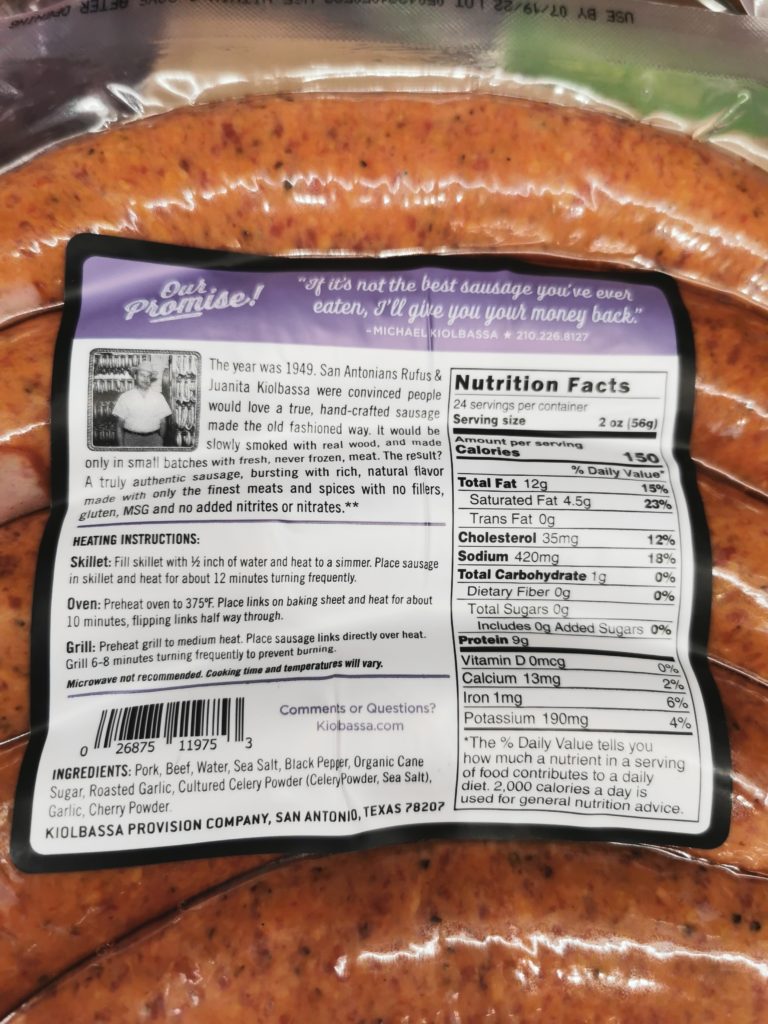 USE BY 07/19/22 LOT
Our
Promise!
"If it's not the best sausage you've ever
eaten, I'll give you your money back."
-MICHAEL KIOLBASSA ★ 210.226.8127
The year was 1949. San Antonians Rufus &
Juanita Kiolbassa were convinced people
would love a true, hand-crafted sausage
made the old fashioned way. It would be
slowly smoked with real wood, and made
only in small batches with fresh, never frozen, meat. The result?
A truly authentic sausage, bursting with rich, natural flavor
made with only the finest meats and spices with no fillers,
gluten, MSG and no added nitrites or nitrates.**
HEATING INSTRUCTIONS:
Skillet: Fill skillet with ½ inch of water and heat to a simmer. Place sausage
in skillet and heat for about 12 minutes turning frequently.
Oven: Preheat oven to 375°F. Place links on baking sheet and heat for about
10 minutes, flipping links half way through.
Grill: Preheat grill to medium heat. Place sausage links directly over heat.
Grill 6-8 minutes turning frequently to prevent burning.
Microwave not recommended. Cooking time and temperatures will vary.
0 26875 11975 3
Comments or Questions?
Kiolbassa.com
INGREDIENTS: Pork, Beef, Water, Sea Salt, Black Pepper, Organic Cane
Sugar, Roasted Garlic, Cultured Celery Powder (CeleryPowder, Sea Salt),
Garlic, Cherry Powder.
KIOLBASSA PROVISION COMPANY, SAN ANTONIO, TEXAS 78207
Nutrition Facts
24 servings per container
Serving size 2 oz (56g)
Amount per serving
Calories 150
% Daily Value*
Total Fat 12g 15%
Saturated Fat 4.5g 23%
Trans Fat 0g
Cholesterol 35mg 12%
Sodium 420mg 18%
Total Carbohydrate 1g 0%
Dietary Fiber 0g 0%
Total Sugars 0g
Includes 0g Added Sugars 0%
Protein 9g
Vitamin D 0mcg 0%
Calcium 13mg 2%
Iron 1mg 6%
Potassium 190mg 4%
*The % Daily Value tells you
how much a nutrient in a serving
of food contributes to a daily
diet. 2,000 calories a day is
used for general nutrition advice.